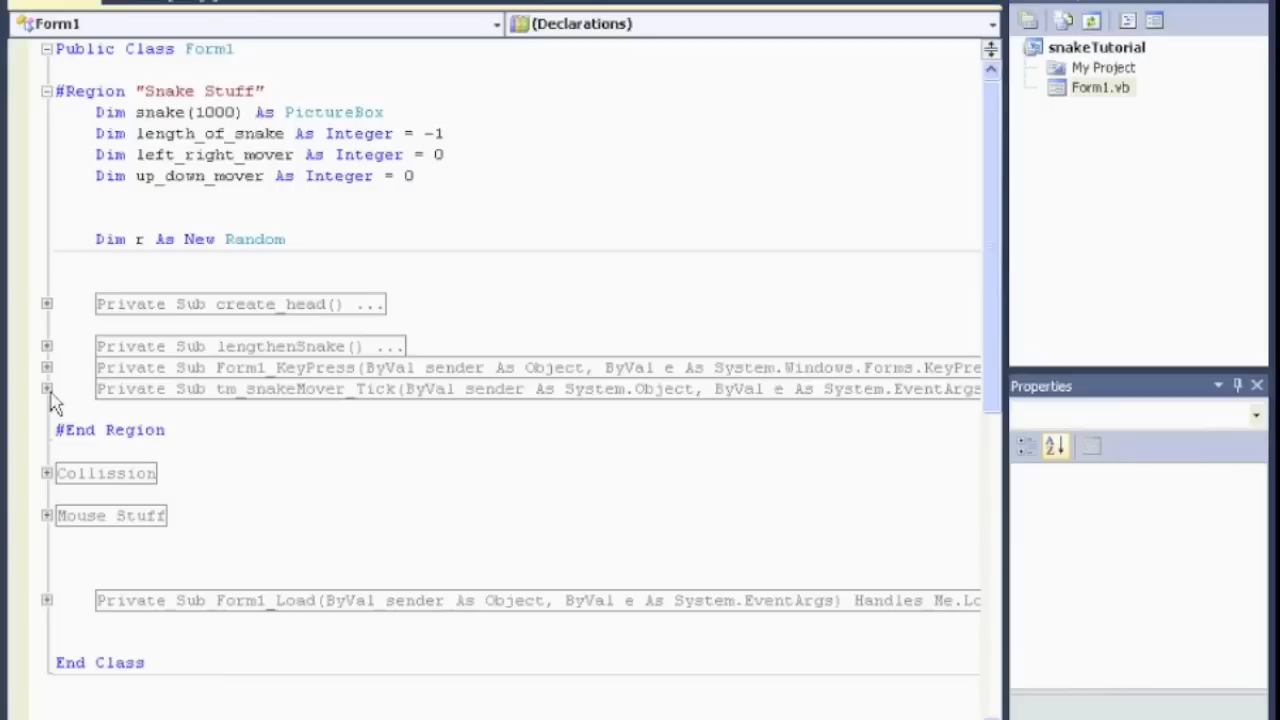 Form1
(Declarations)
Public Class Form1
#Region "Snake Stuff"
Dim snake(1000) As PictureBox
Dim length_of_snake As Integer = -1
Dim left_right_mover As Integer = 0
Dim up_down_mover As Integer = 0
Dim r As New Random
Private Sub create_head() ...
Private Sub lengthenSnake() ...
Private Sub Form1_KeyPress(ByVal sender As Object, ByVal e As System.Windows.Forms.KeyPre
Private Sub tm_snakeMover_Tick(ByVal sender As System.Object, ByVal e As System.EventArgs
#End Region
Collission
Mouse Stuff
Private Sub Form1_Load(ByVal sender As Object, ByVal e As System.EventArgs) Handles Me.Lo
End Class
snakeTutorial
My Project
Form1.vb
Properties